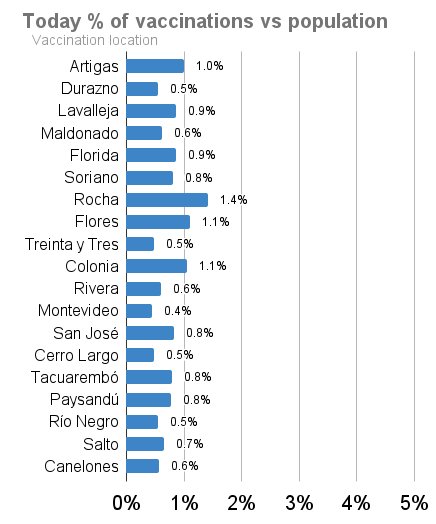 Today % of vaccinations vs population
Vaccination location
Artigas 1.0%
Durazno 0.5%
Lavalleja 0.9%
Maldonado 0.6%
Florida 0.9%
Soriano 0.8%
Rocha 1.4%
Flores 1.1%
Treinta y Tres 0.5%
Colonia 1.1%
Rivera 0.6%
Montevideo 0.4%
San José 0.8%
Cerro Largo 0.5%
Tacuarembó 0.8%
Paysandú 0.8%
Río Negro 0.5%
Salto 0.7%
Canelones 0.6%
0% 1% 2% 3% 4% 5%